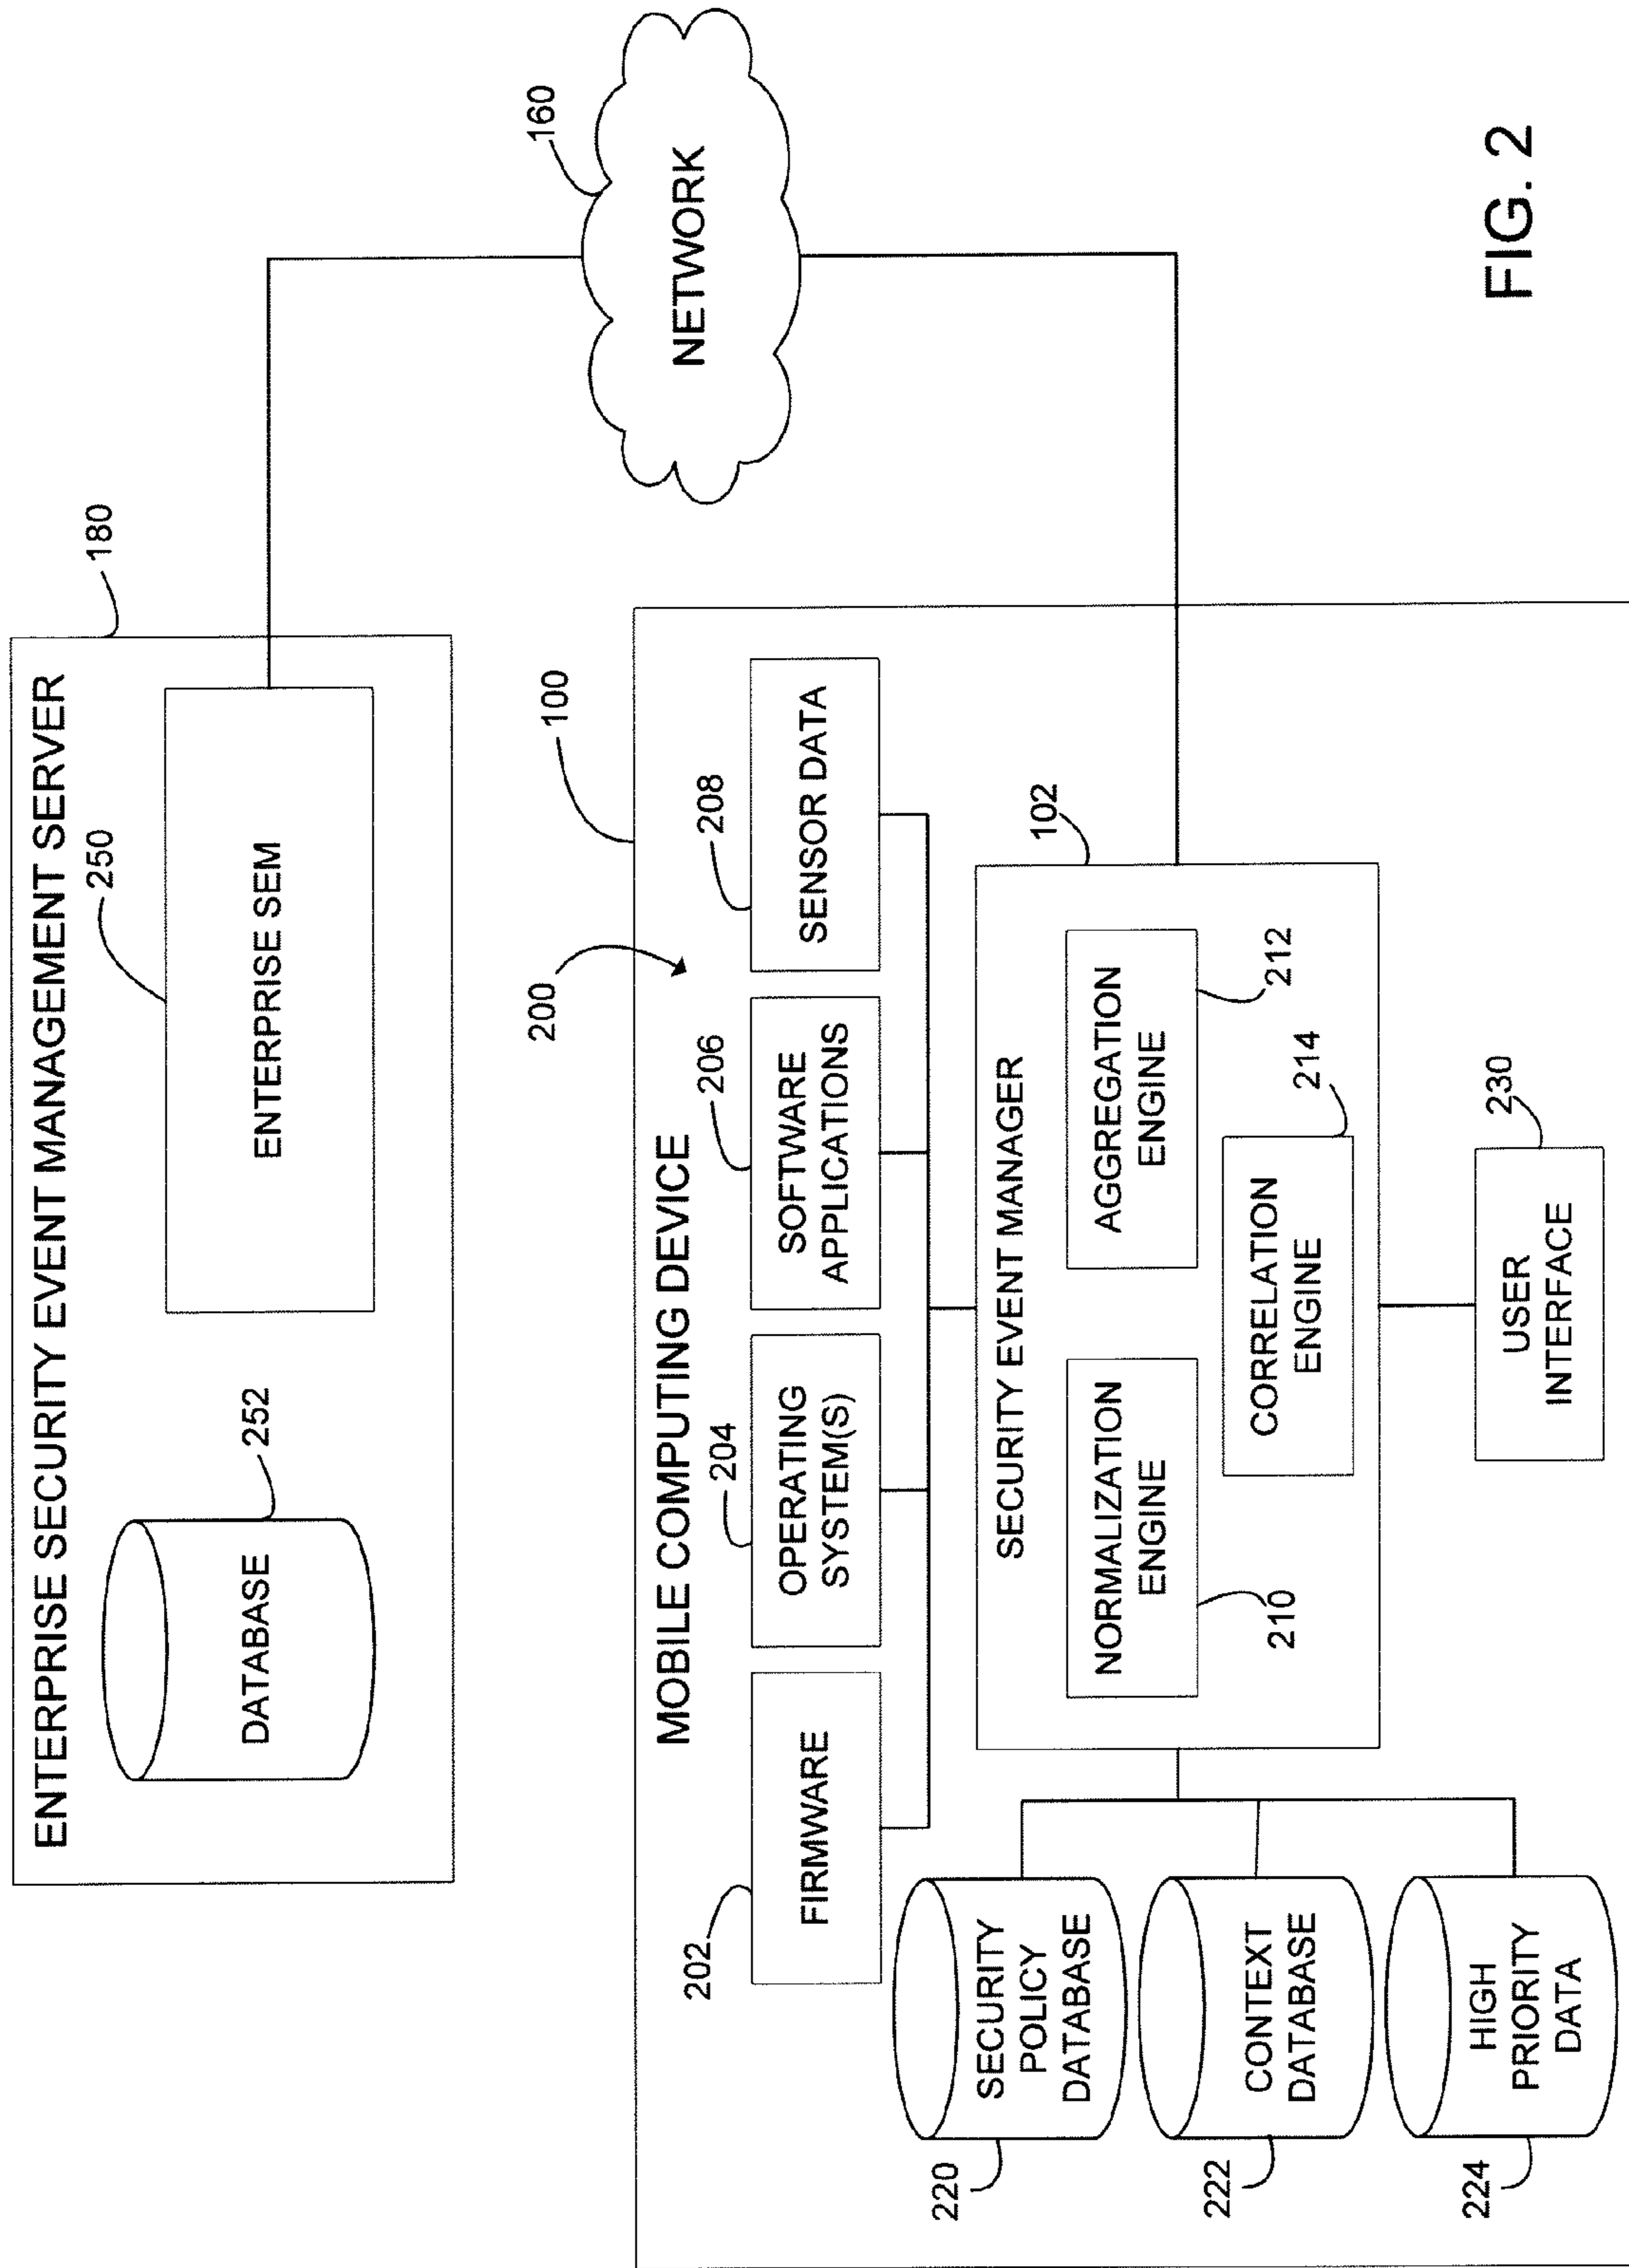 ENTERPRISE SECURITY EVENT MANAGEMENT SERVER
180
252
DATABASE
250
ENTERPRISE SEM
160
NETWORK
MOBILE COMPUTING DEVICE
100
200
202
FIRMWARE
204
OPERATING
SYSTEM(S)
206
SOFTWARE
APPLICATIONS
208
SENSOR DATA
102
SECURITY EVENT MANAGER
NORMALIZATION
ENGINE
210
AGGREGATION
ENGINE
212
CORRELATION
ENGINE
214
220
SECURITY
POLICY
DATABASE
222
CONTEXT
DATABASE
224
HIGH
PRIORITY
DATA
230
USER
INTERFACE
FIG. 2